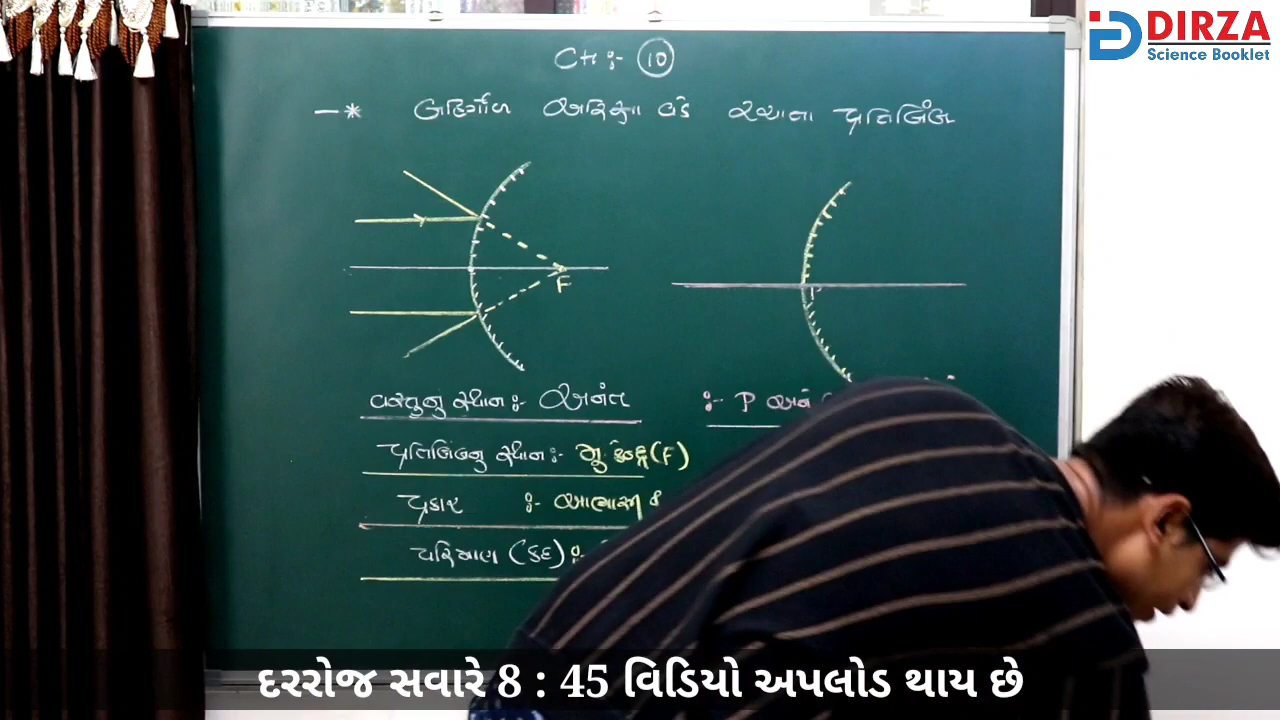 DIRZA
Science Booklet
CH :- 10
-* બહિર્ગોળ અરિસા વડે રચાતા પ્રતિબિંબ
F
P
વસ્તુનુ સ્થાન :- અનંત
:- P અને
પ્રતિબિંબનુ સ્થાન :- મુ. કેન્દ્ર (F)
પ્રકાર :- આભાસી
પરિમાણ (કદ) :-
દરરોજ સવારે 8 : 45 વિડિયો અપલોડ થાય છે